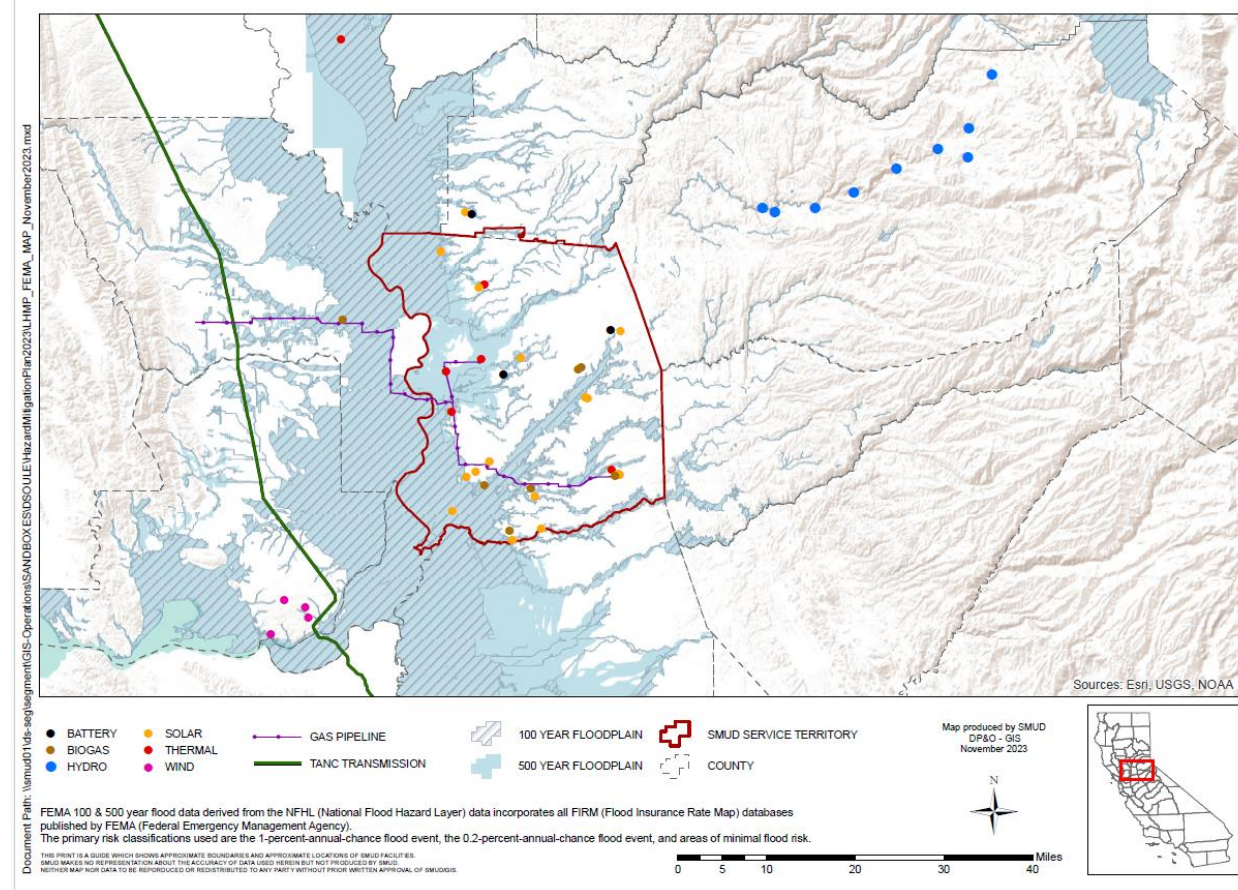 Document Path: \\smud01\ds-seg\segment\GIS-Operations\SANDBOXES\DSOULE\HazardMitigationPlan2023\LHMP_FEMA_MAP_November2023.mxd
Sources: Esri, USGS, NOAA
BATTERY
BIOGAS
HYDRO
SOLAR
THERMAL
WIND
GAS PIPELINE
TANC TRANSMISSION
100 YEAR FLOODPLAIN
500 YEAR FLOODPLAIN
SMUD SERVICE TERRITORY
COUNTY
Map produced by SMUD
DP&O - GIS
November 2023
N
FEMA 100 & 500 year flood data derived from the NFHL (National Flood Hazard Layer) data incorporates all FIRM (Flood Insurance Rate Map) databases
published by FEMA (Federal Emergency Management Agency).
The primary risk classifications used are the 1-percent-annual-chance flood event, the 0.2-percent-annual-chance flood event, and areas of minimal flood risk.
THIS PRINT IS A GUIDE WHICH SHOWS APPROXIMATE BOUNDARIES AND APPROXIMATE LOCATIONS OF SMUD FACILITIES.
SMUD MAKES NO REPRESENTATION ABOUT THE ACCURACY OF DATA USED HEREIN BUT NOT PRODUCED BY SMUD.
NEITHER MAP NOR DATA TO BE REPORDUCED OR REDISTRIBUTED TO ANY PARTY WITHOUT PRIOR WRITTEN APPROVAL OF SMUD/GIS.
Miles
0 5 10 20 30 40